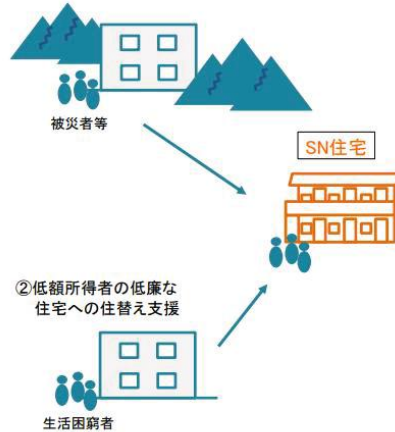 被災者等
SN住宅
②低額所得者の低廉な
住宅への住替え支援
生活困窮者